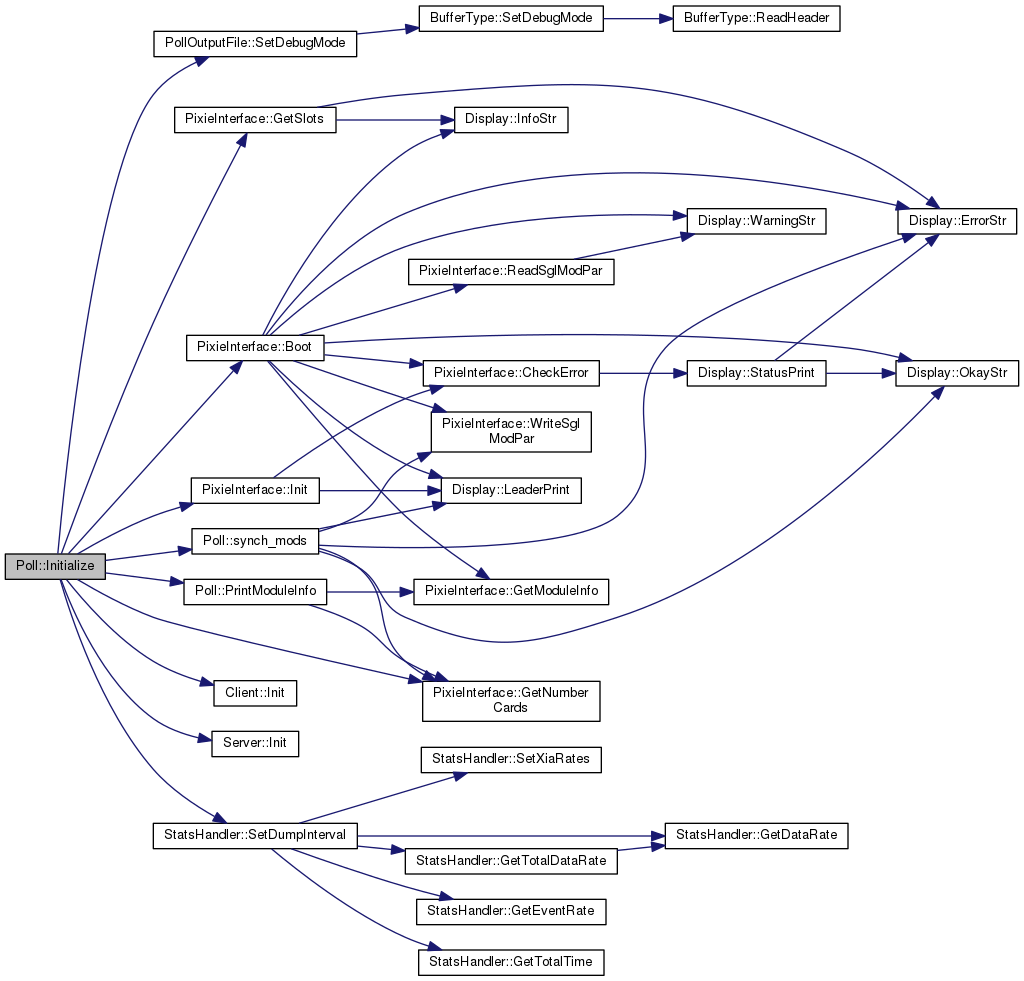 BufferType::SetDebugMode
BufferType::ReadHeader
PollOutputFile::SetDebugMode
PixieInterface::GetSlots
Display::InfoStr
Display::WarningStr
Display::ErrorStr
PixieInterface::ReadSglModPar
PixieInterface::Boot
PixieInterface::CheckError
Display::StatusPrint
Display::OkayStr
PixieInterface::WriteSgl
ModPar
PixieInterface::Init
Display::LeaderPrint
Poll::synch_mods
Poll::Initialize
Poll::PrintModuleInfo
PixieInterface::GetModuleInfo
Client::Init
PixieInterface::GetNumber
Cards
Server::Init
StatsHandler::SetXiaRates
StatsHandler::SetDumpInterval
StatsHandler::GetDataRate
StatsHandler::GetTotalDataRate
StatsHandler::GetEventRate
StatsHandler::GetTotalTime